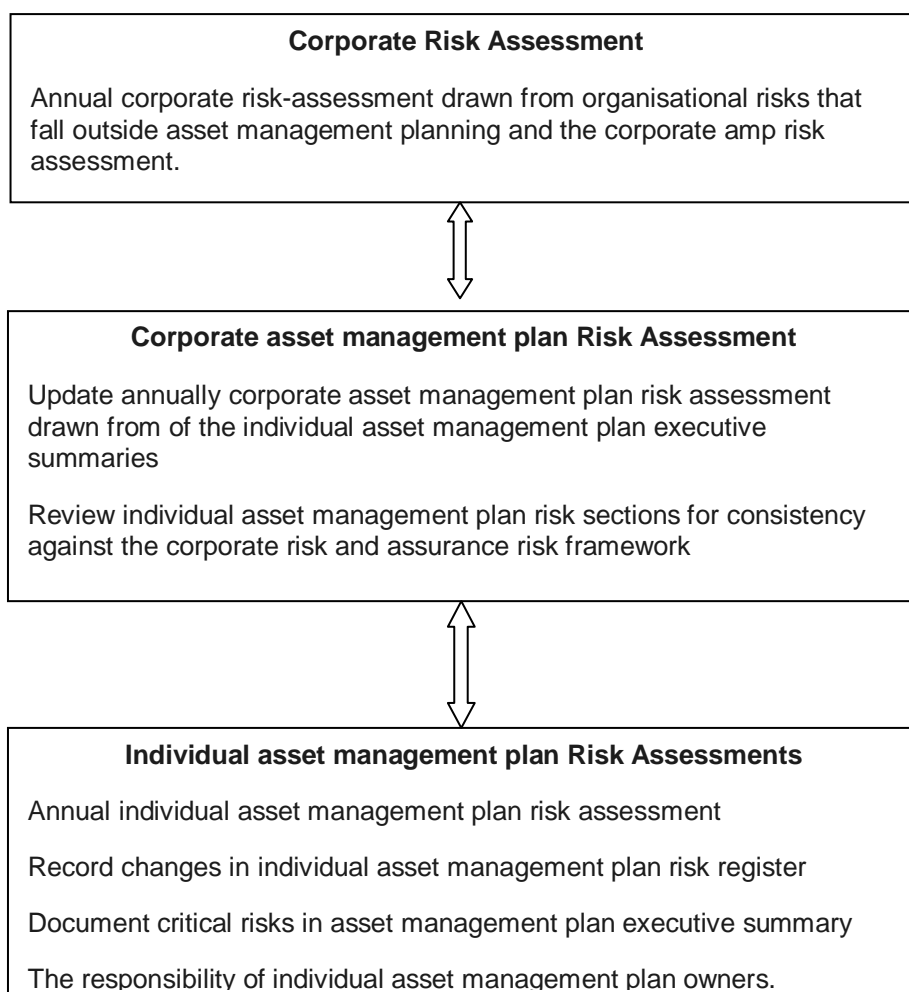 Corporate Risk Assessment
Annual corporate risk-assessment drawn from organisational risks that
fall outside asset management planning and the corporate amp risk
assessment.
Corporate asset management plan Risk Assessment
Update annually corporate asset management plan risk assessment
drawn from of the individual asset management plan executive
summaries
Review individual asset management plan risk sections for consistency
against the corporate risk and assurance risk framework
Individual asset management plan Risk Assessments
Annual individual asset management plan risk assessment
Record changes in individual asset management plan risk register
Document critical risks in asset management plan executive summary
The responsibility of individual asset management plan owners.